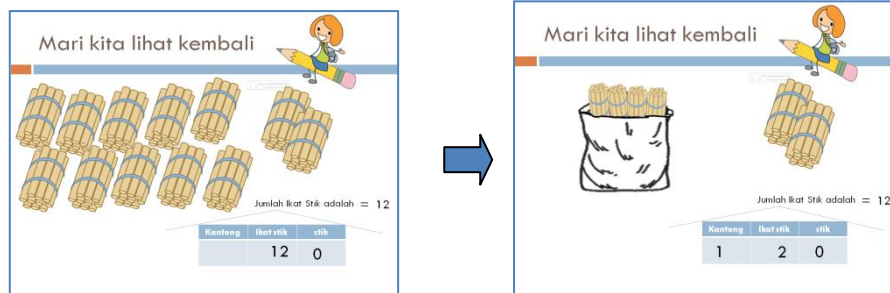 Mari kita lihat kembali
Jumlah Ikat Stik adalah = 12
Kantong Ikat stik stik
12 0
Mari kita lihat kembali
Jumlah Ikat Stik adalah = 12
Kantong Ikat stik stik
1 2 0